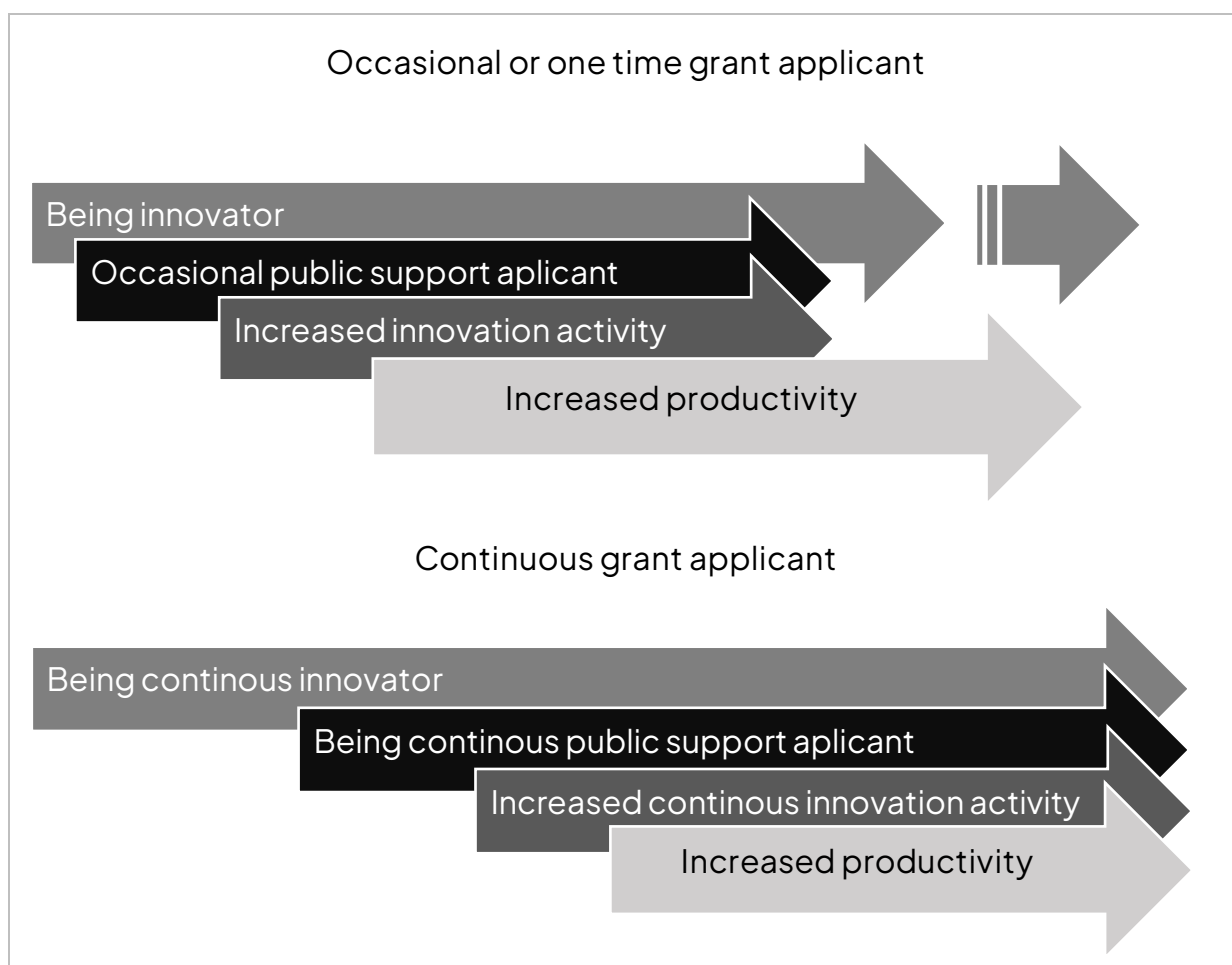 Occasional or one time grant applicant
Being innovator
Occasional public support aplicant
Increased innovation activity
Increased productivity
Continuous grant applicant
Being continous innovator
Being continous public support aplicant
Increased continous innovation activity
Increased productivity